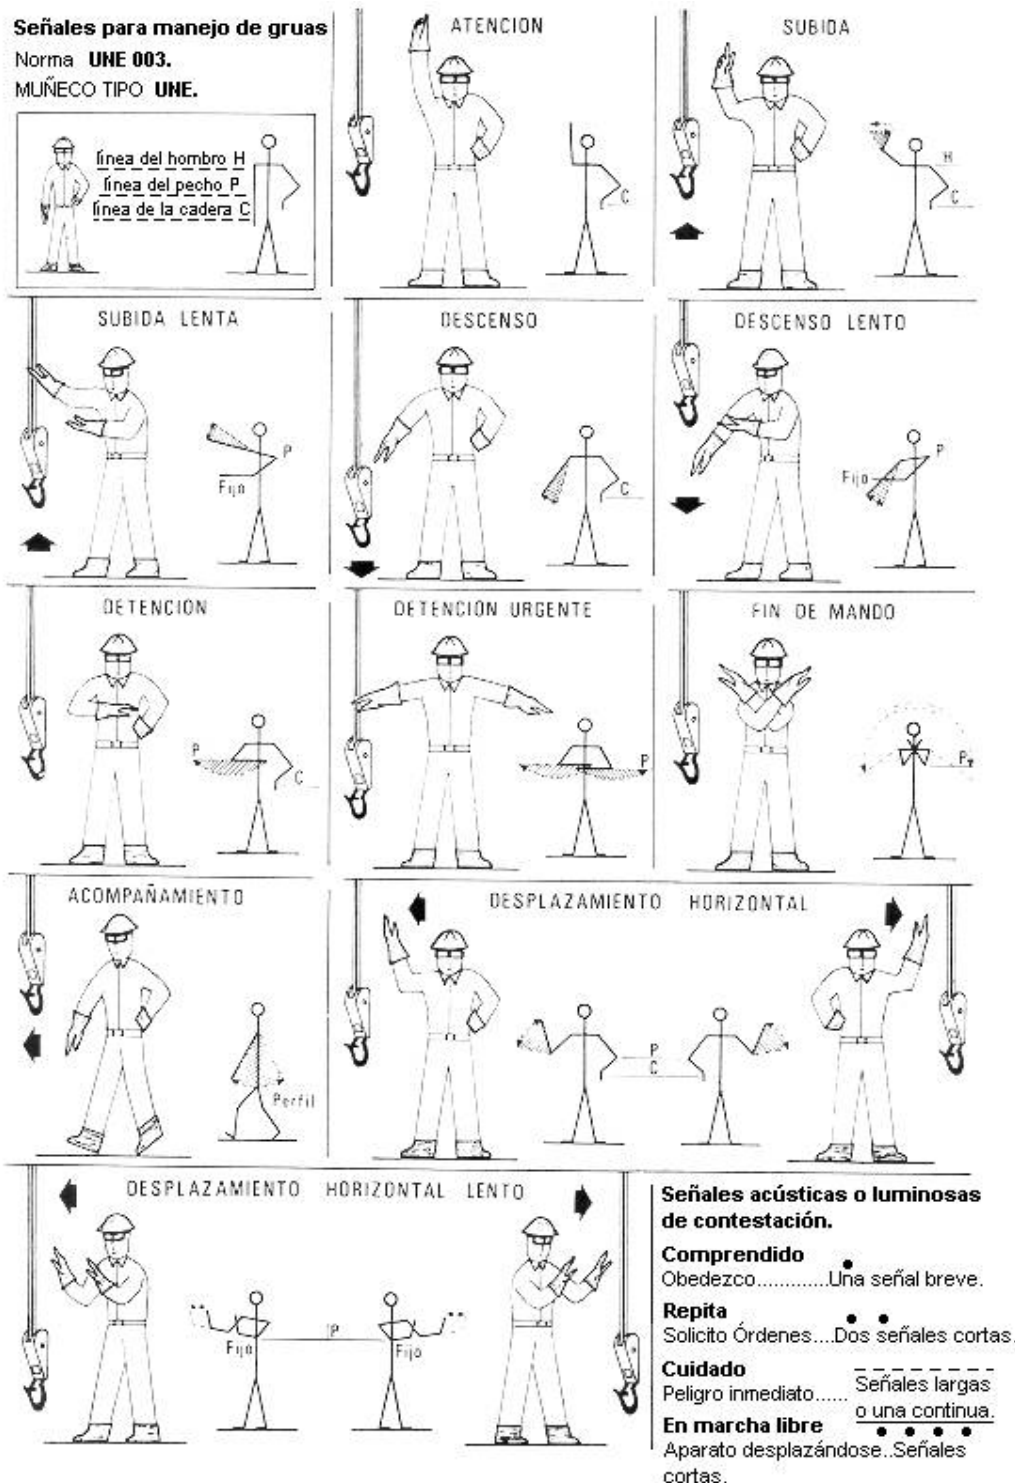 Señales para manejo de gruas
Norma UNE 003.
MUÑECO TIPO UNE.
línea del hombro H
línea del pecho P
línea de la cadera C
ATENCION
C
SUBIDA
H
C
SUBIDA LENTA
P
Fijo
DESCENSO
C
DESCENSO LENTO
P
Fijo
DETENCION
P
C
DETENCION URGENTE
P
FIN DE MANDO
P
ACOMPAÑAMIENTO
Perfil
DESPLAZAMIENTO HORIZONTAL
P
C
DESPLAZAMIENTO HORIZONTAL LENTO
P
Fijo
Fijo
Señales acústicas o luminosas
de contestación.
Comprendido
Obedezco.............Una señal breve.
Repita
Solicito Órdenes....Dos señales cortas.
Cuidado
Peligro inmediato...... Señales largas
o una continua.
En marcha libre
Aparato desplazándose..Señales
cortas.